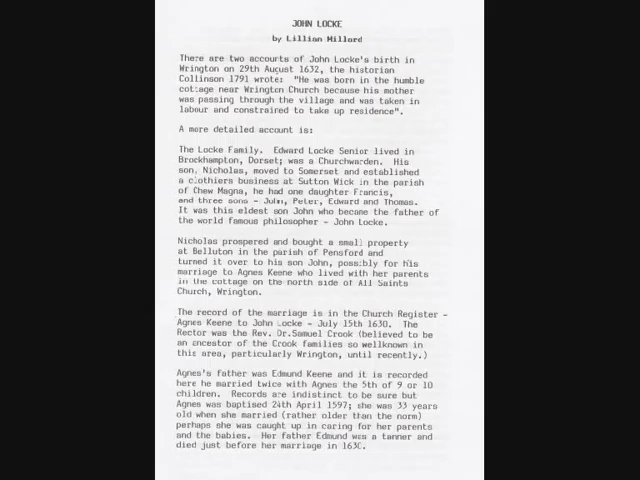 JOHN LOCKE
by Lillian Millard
There are two accounts of John Locke's birth in
Wrington on 29th August 1632, the historian
Collinson 1791 wrote: "He was born in the humble
cottage near Wrington Church because his mother
was passing through the village and was taken in
labour and constrained to take up residence".
A more detailed account is:
The Locke Family. Edward Locke Senior lived in
Brockhampton, Dorset; was a Churchwarden. His
son, Nicholas, moved to Somerset and established
a clothiers business at Sutton Wick in the parish
of Chew Magna, he had one daughter Francis,
and three sons - John, Peter, Edward and Thomas.
It was this eldest son John who became the father of
the world famous philosopher - John Locke.
Nicholas prospered and bought a small property
at Belluton in the parish of Pensford and
turned it over to his son John, possibly for his
marriage to Agnes Keene who lived with her parents
in the cottage on the north side of All Saints
Church, Wrington.
The record of the marriage is in the Church Register -
Agnes Keene to John Locke - July 15th 1630. The
Rector was the Rev. Dr.Samuel Crook (believed to be
an ancestor of the Crook families so wellknown in
this area, particularly Wrington, until recently.)
Agnes's father was Edmund Keene and it is recorded
here he married twice with Agnes the 5th of 9 or 10
children. Records are indistinct to be sure but
Agnes was baptised 24th April 1597; she was 33 years
old when she married (rather older than the norm)
perhaps she was caught up in caring for her parents
and the babies. Her father Edmund was a tanner and
died just before her marriage in 1630.